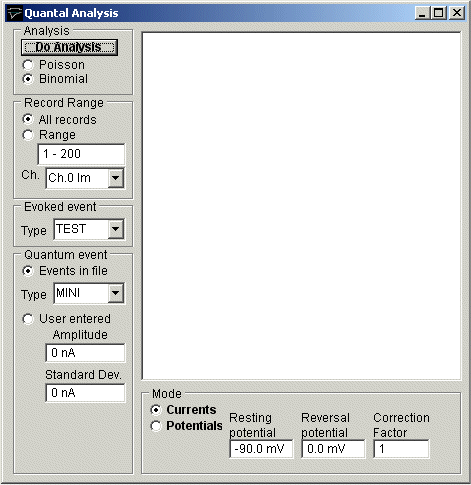 Quantal Analysis
Analysis
Do Analysis
Poisson
Binomial
Record Range
All records
Range
1 - 200
Ch. Ch.0 Im
Evoked event
Type TEST
Quantum event
Events in file
Type MINI
User entered
Amplitude
0 nA
Standard Dev.
0 nA
Mode
Currents
Potentials
Resting potential
-90.0 mV
Reversal potential
0.0 mV
Correction Factor
1